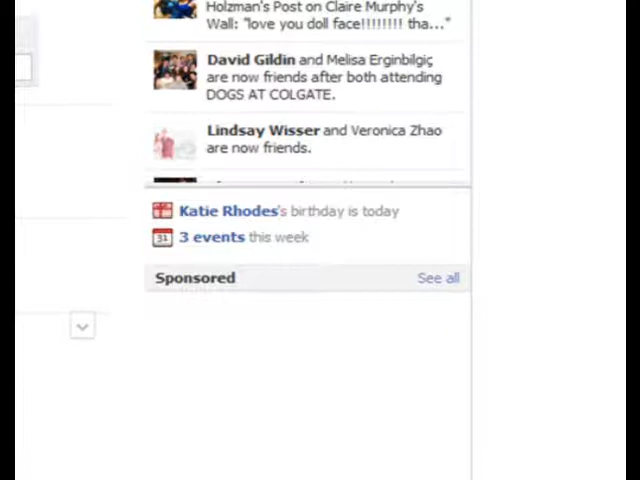 Holzman's Post on Claire Murphy's
Wall: "love you doll face!!!!!!!! tha..."
David Gildin and Melisa Erginbilgiç
are now friends after both attending
DOGS AT COLGATE.
Lindsay Wisser and Veronica Zhao
are now friends.
Katie Rhodes's birthday is today
31
3 events this week
Sponsored
See all